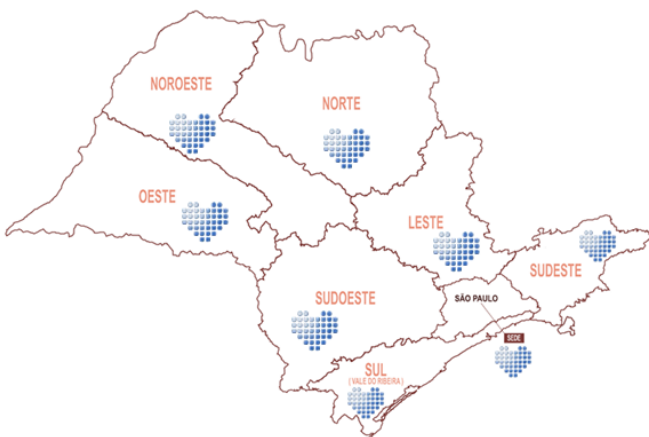 NOROESTE
NORTE
OESTE
LESTE
SUDESTE
SUDOESTE
SÃO PAULO
SEDE
SUL
( VALE DO RIBEIRA )